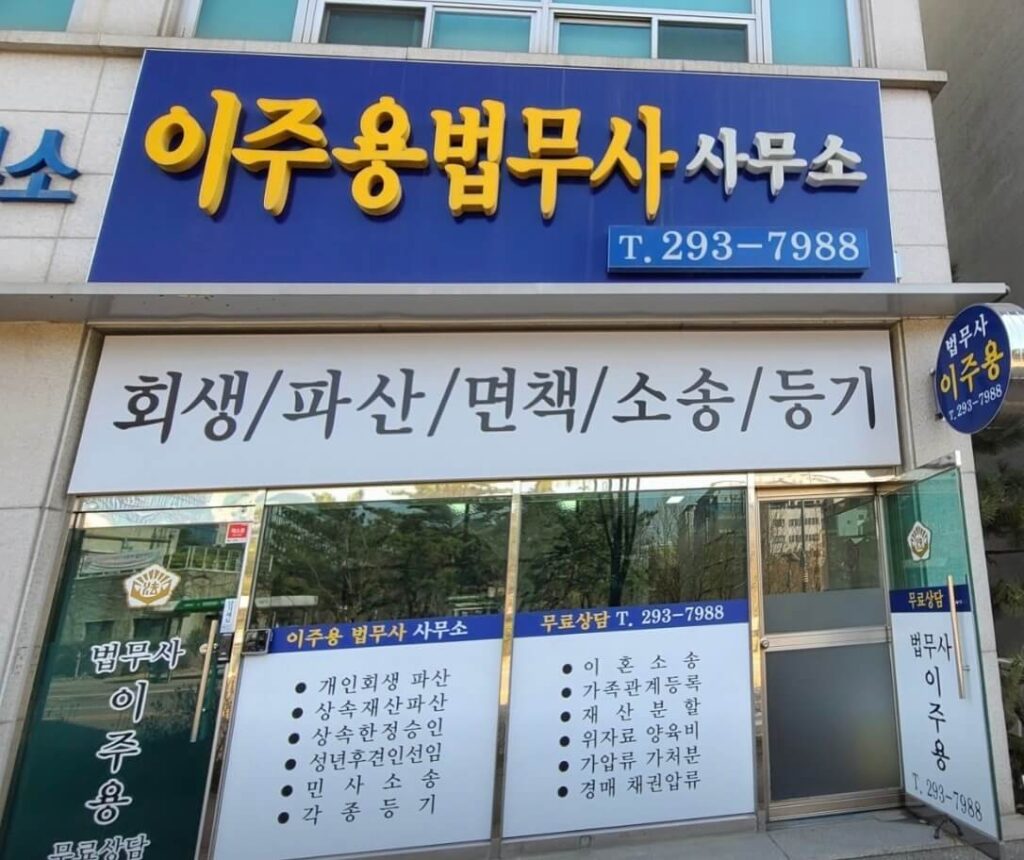 이주용법무사 사무소
T. 293-7988
소
회생/파산/면책/소송/등기
법무사
이주용
T. 293-7988
법무사
이주용
무료상담
이주용 법무사 사무소
개인회생 파산
상속재산파산
상속한정승인
성년후견인선임
민사소송
각종등기
무료상담 T. 293-7988
이혼소송
가족관계등록
재산분할
위자료 양육비
가압류 가처분
경매 채권압류
무료상담
법무사
이주용
T. 293-7988